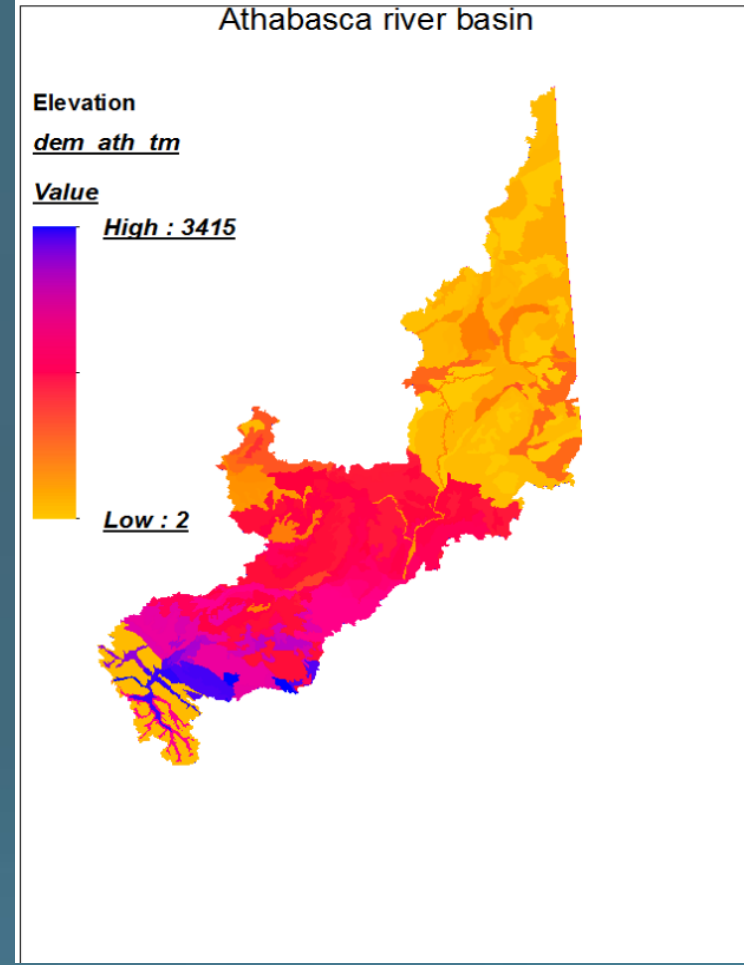 Athabasca river basin
Elevation
dem_ath_tm
Value
High : 3415
Low : 2